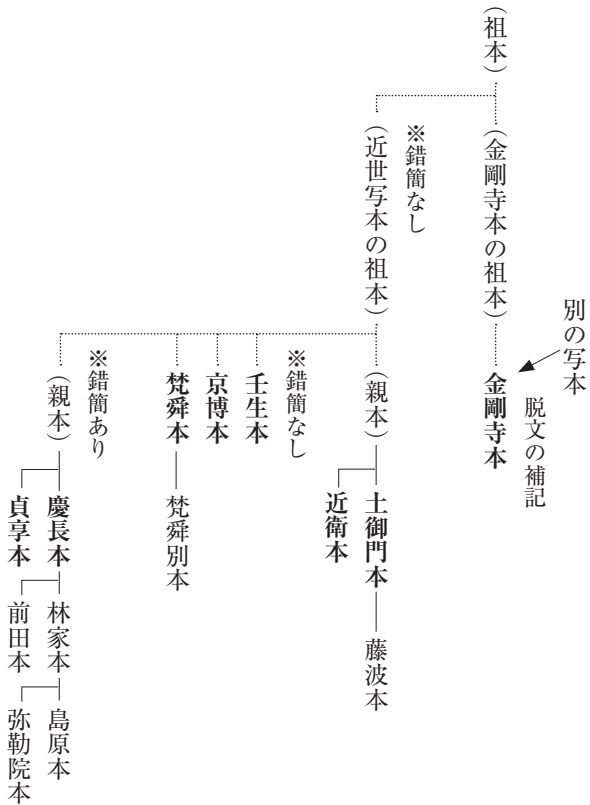 （祖本）
（金剛寺本の祖本）
別の写本
金剛寺本
脱文の補記
※錯簡なし
（近世写本の祖本）
（親本）
土御門本
藤波本
近衛本
※錯簡なし
壬生本
京博本
梵舜本
梵舜別本
※錯簡あり
（親本）
慶長本
林家本
島原本
貞享本
前田本
弥勒院本